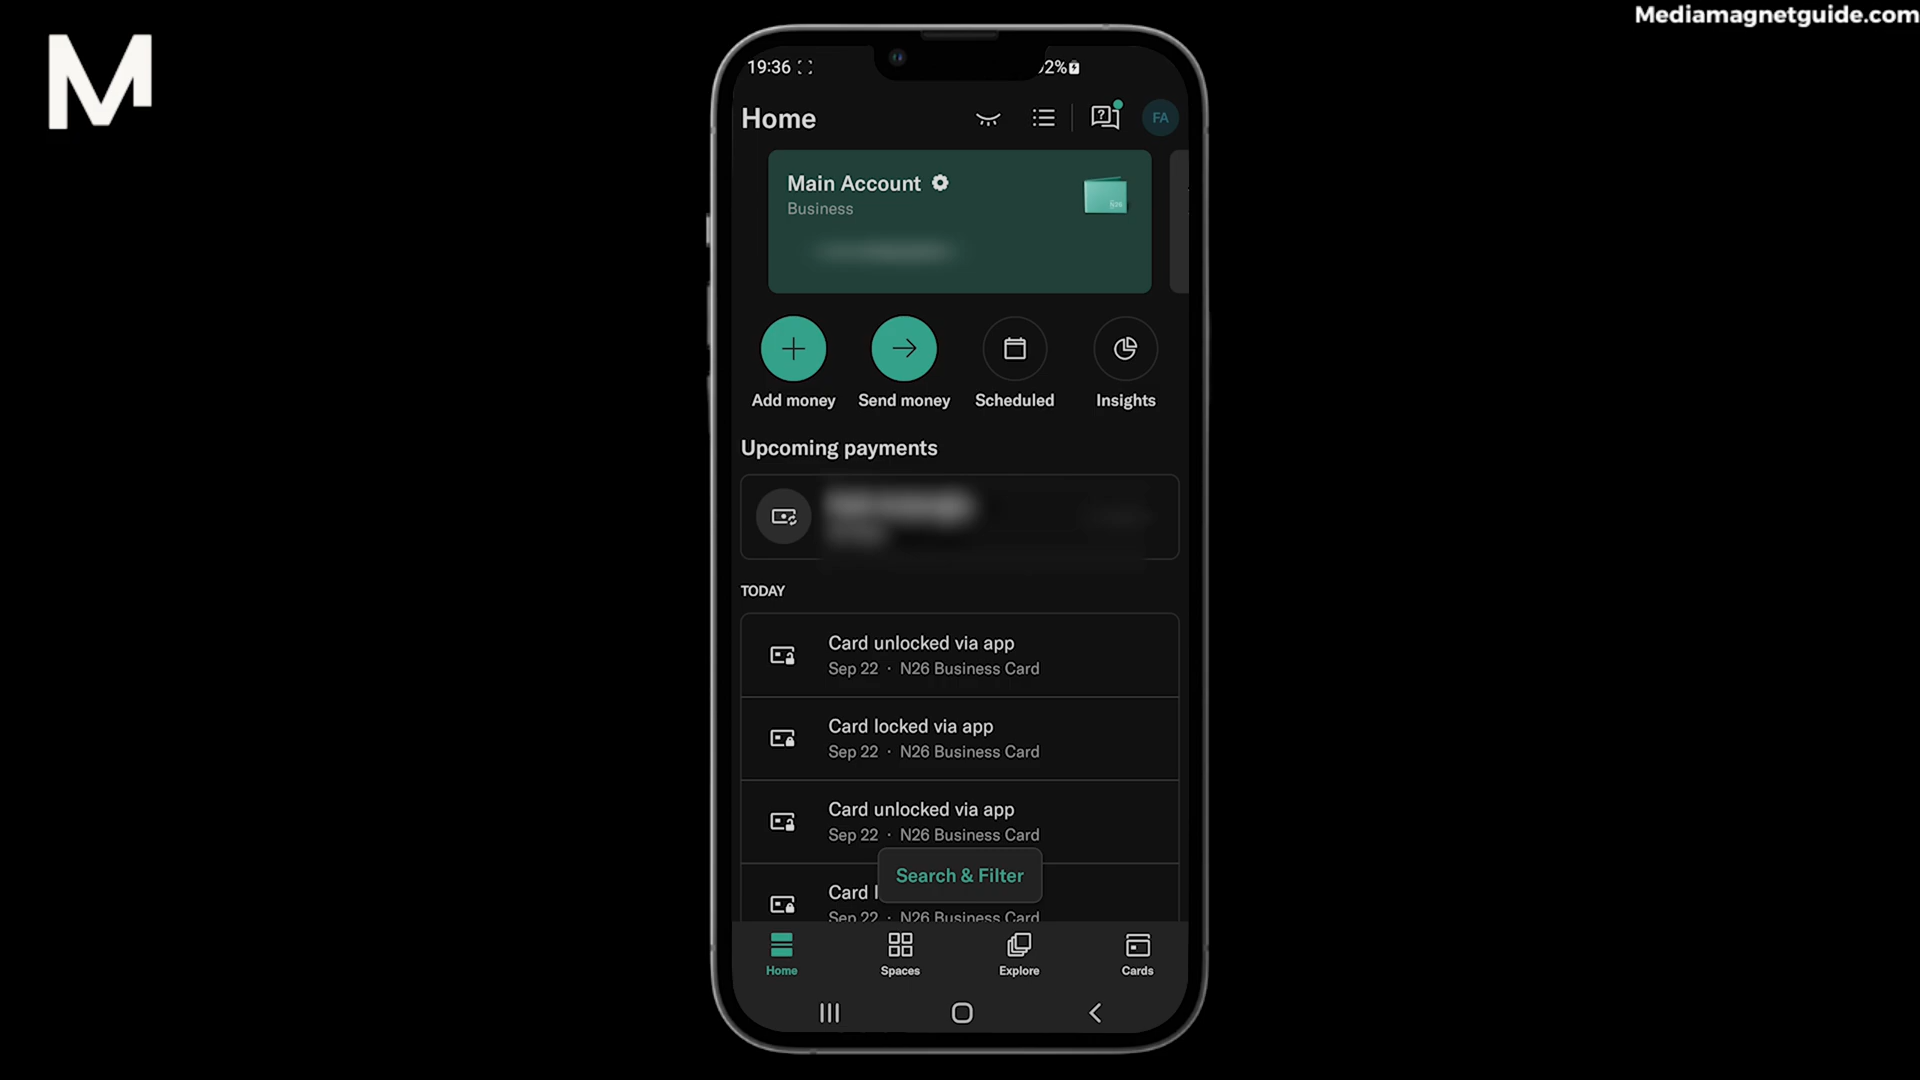 M
Mediamagnetguide.com
19:36
2%
Home
FA
Main Account
Business
N26
Add money
Send money
Scheduled
Insights
Upcoming payments
TODAY
Card unlocked via app
Sep 22 · N26 Business Card
Card locked via app
Sep 22 · N26 Business Card
Card unlocked via app
Sep 22 · N26 Business Card
Search & Filter
Card
Sep 22 · N26 Business Card
Home
Spaces
Explore
Cards